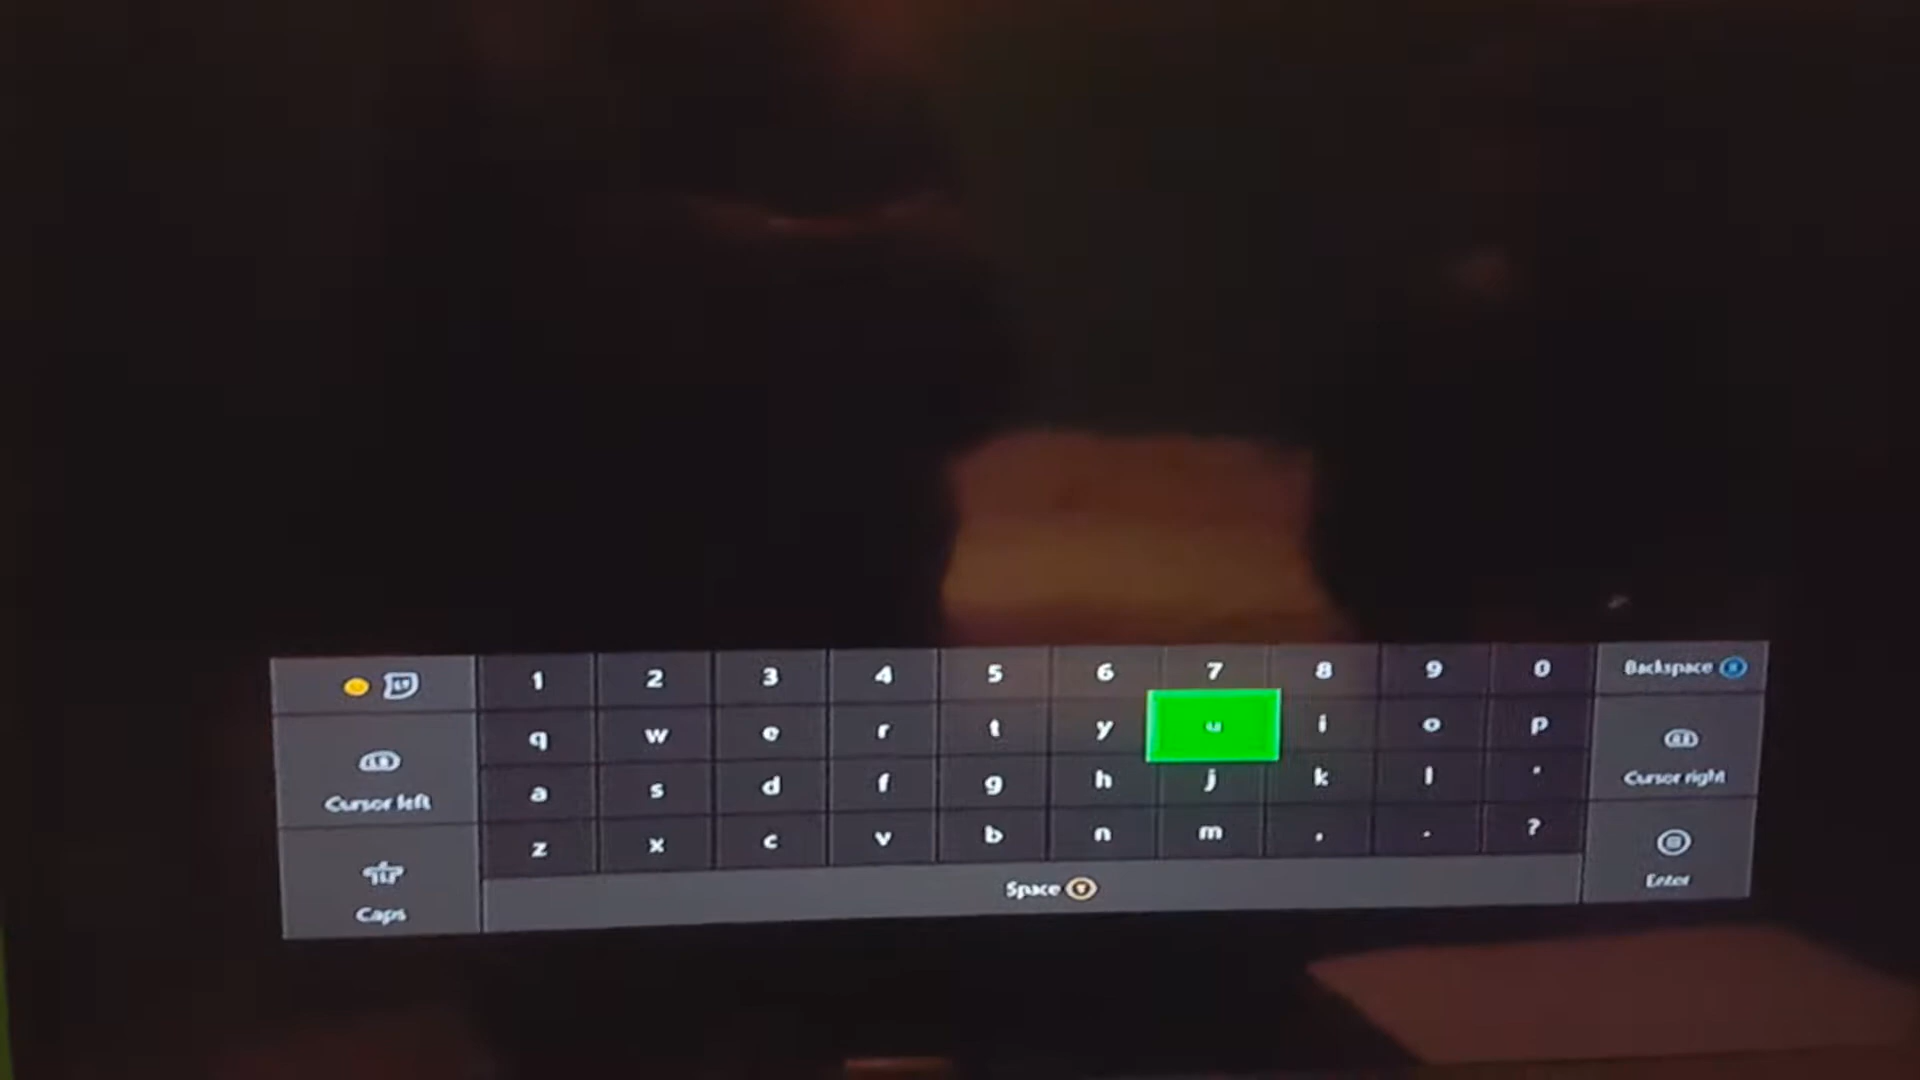 1 2 3 4 5 6 7 8 9 0 Backspace
q w e r t y u i o p
Cursor left a s d f g h j k l ' Cursor right
z x c v b n m , . ?
Caps Space Enter